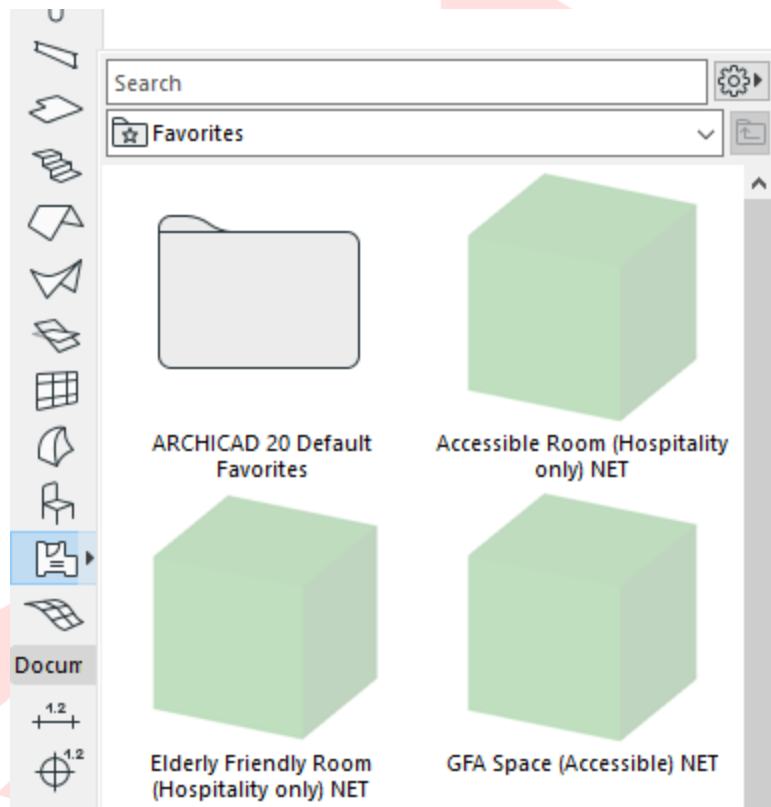 Search
Favorites
ARCHICAD 20 Default
Favorites
Accessible Room (Hospitality
only) NET
Elderly Friendly Room
(Hospitality only) NET
GFA Space (Accessible) NET
Docum
1.2
1.2